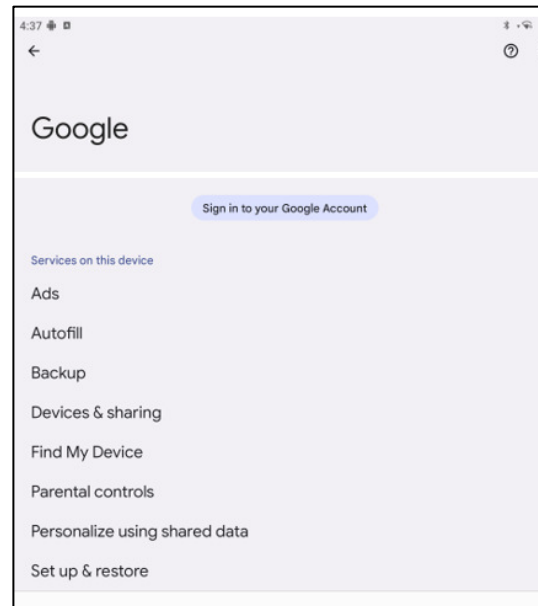 4:37
Google
Sign in to your Google Account
Services on this device
Ads
Autofill
Backup
Devices & sharing
Find My Device
Parental controls
Personalize using shared data
Set up & restore